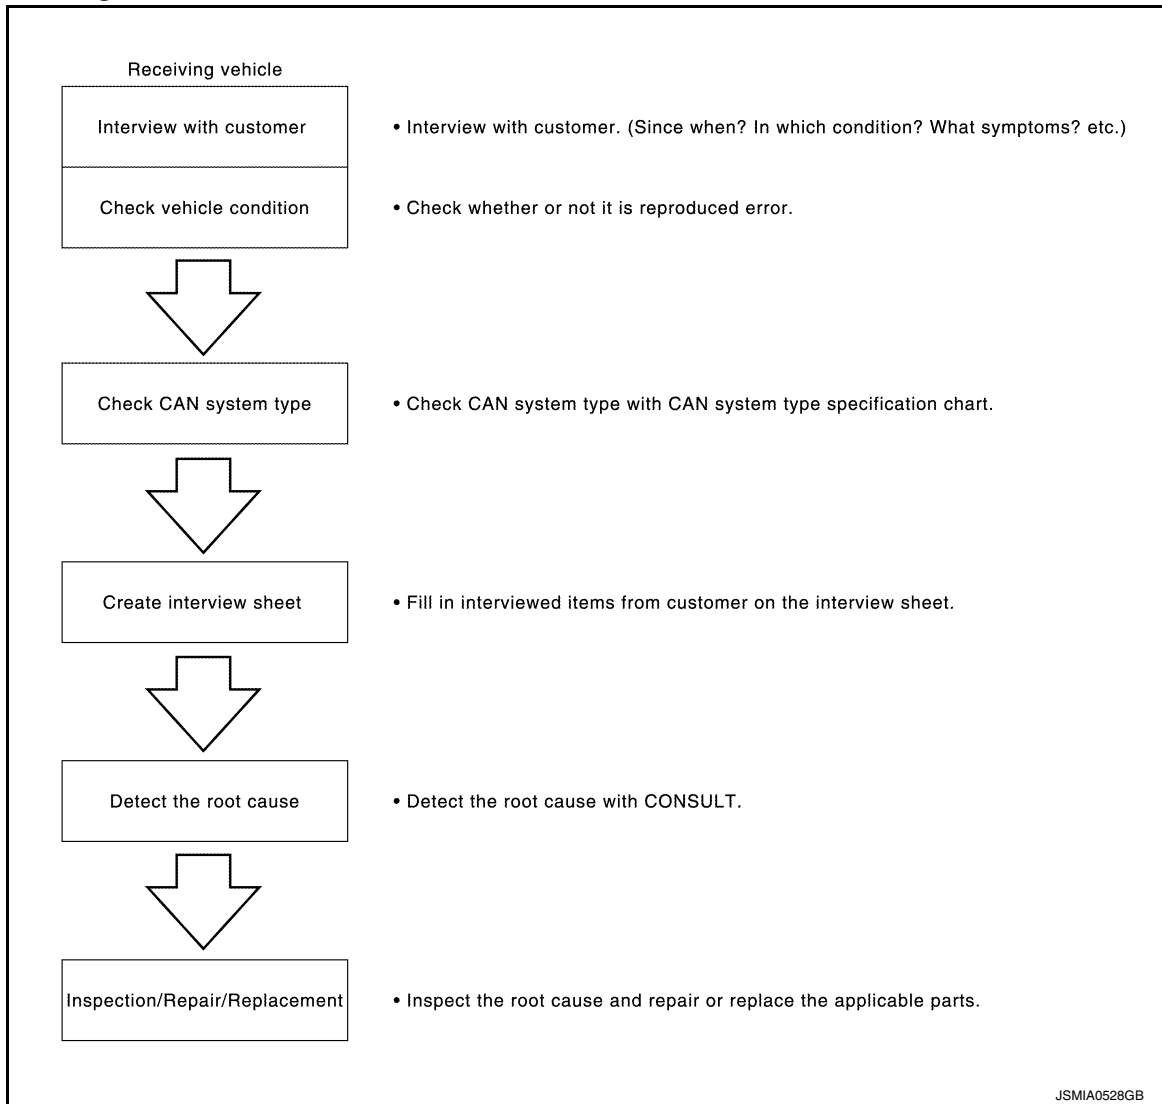 Receiving vehicle
Interview with customer
• Interview with customer. (Since when? In which condition? What symptoms? etc.)
Check vehicle condition
• Check whether or not it is reproduced error.
Check CAN system type
• Check CAN system type with CAN system type specification chart.
Create interview sheet
• Fill in interviewed items from customer on the interview sheet.
Detect the root cause
• Detect the root cause with CONSULT.
Inspection/Repair/Replacement
• Inspect the root cause and repair or replace the applicable parts.
JSMIA0528GB